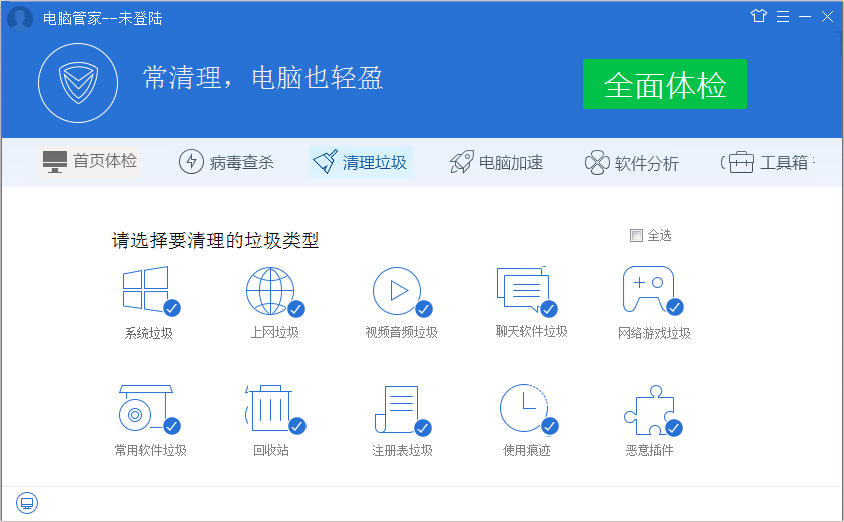 电脑管家--未登陆
常清理，电脑也轻盈
全面体检
首页体检 病毒查杀 清理垃圾 电脑加速 软件分析 工具箱
请选择要清理的垃圾类型 全选
系统垃圾 上网垃圾 视频音频垃圾 聊天软件垃圾 网络游戏垃圾
常用软件垃圾 回收站 注册表垃圾 使用痕迹 恶意插件